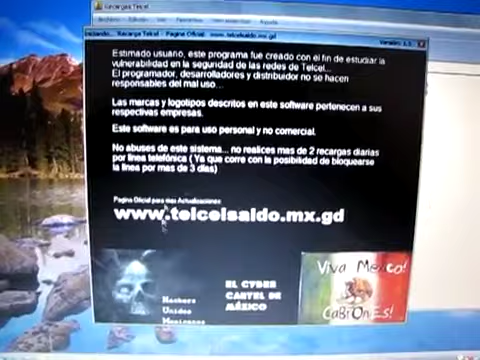 Recargas Telcel
Recarga Telcel - Pagina Oficial: www.telcelsaldo.mx.gd
Estimado usuario, este programa fue creado con el fin de estudiar la
vulnerabilidad en la seguridad de las redes de Telcel...
El programador, desarrolladores y distribuidor no se hacen
responsables del mal uso...
Las marcas y logotipos descritos en este software pertenecen a sus
respectivas empresas.
Este software es para uso personal y no comercial.
No abuses de este sistema... no realices mas de 2 recargas diarias
por linea telefónica ( Ya que corre con la posibilidad de bloquearse
la linea por mas de 3 dias)
Pagina Oficial para mas Actualizaciones
www.telcelsaldo.mx.gd
Hackers
Unidos
Mexicanos
EL CYBER
CARTEL DE
MÉXICO
Viva Mexico!
CaBrOnEs!